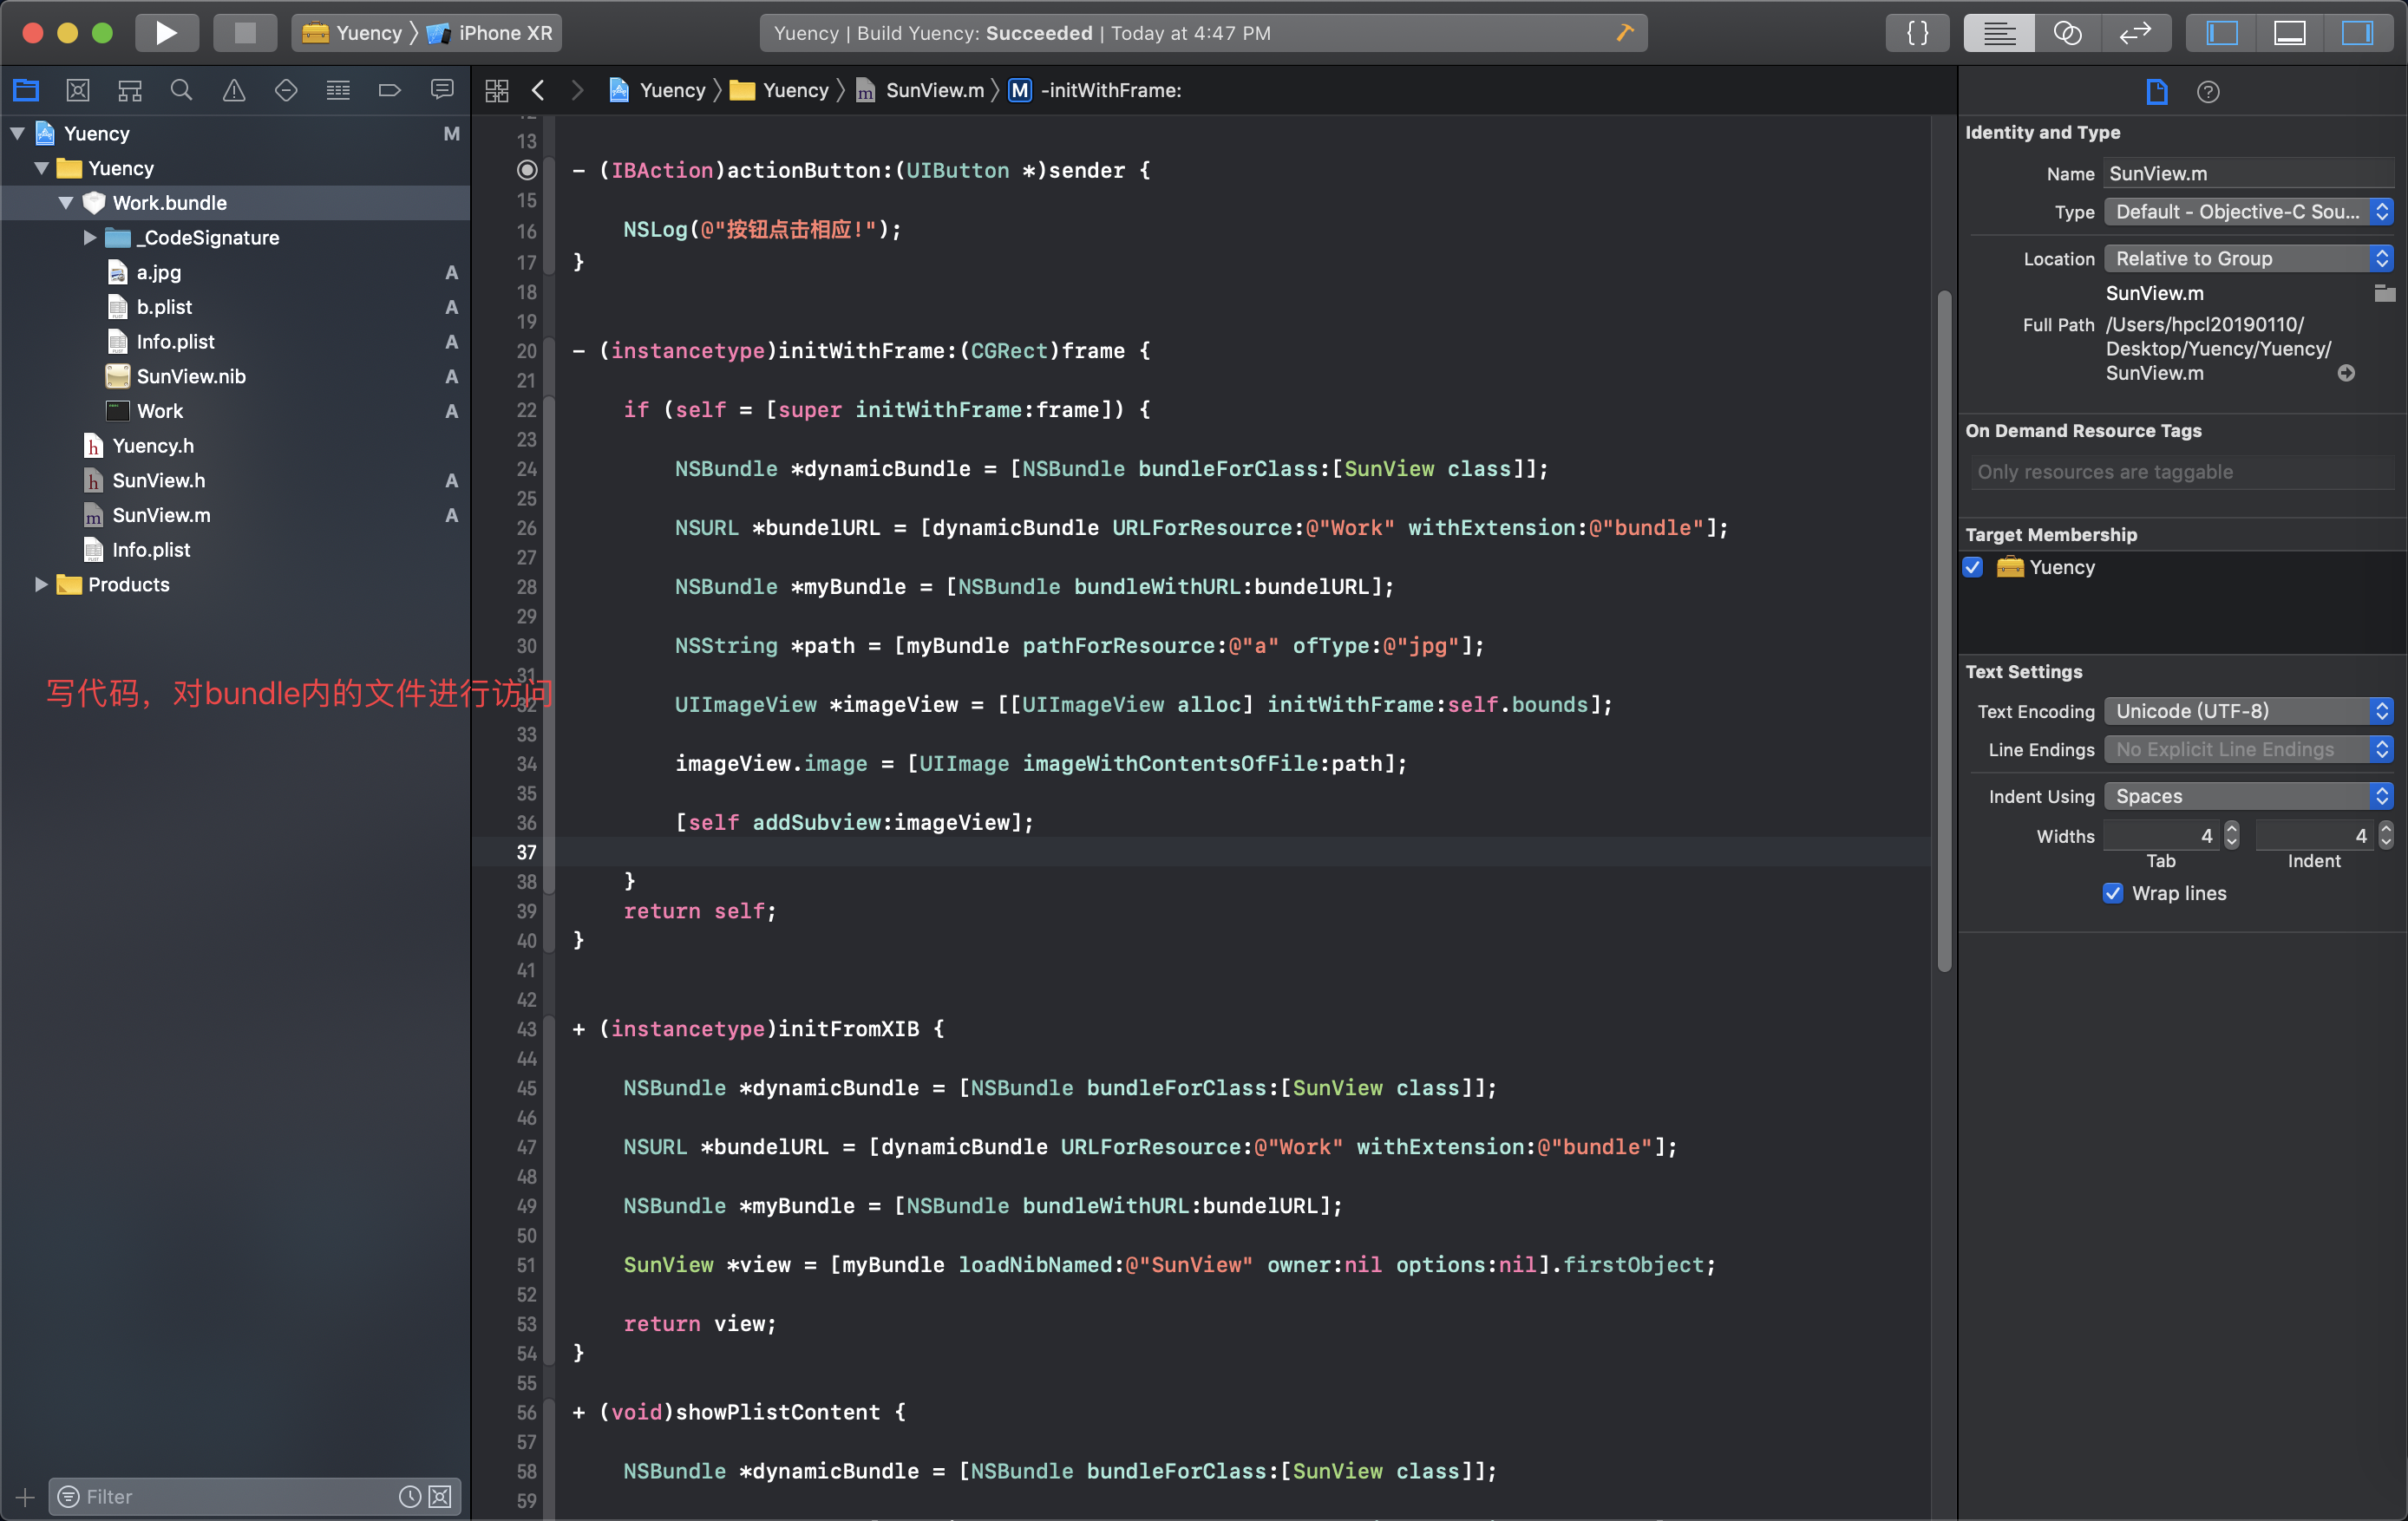 Yuency 〉 iPhone XR
Yuency | Build Yuency: Succeeded | Today at 4:47 PM
{}
Yuency 〉 Yuency 〉 SunView.m 〉 M -initWithFrame:
Yuency M
Yuency
Work.bundle
_CodeSignature
a.jpg A
b.plist A
Info.plist A
SunView.nib A
Work A
Yuency.h
SunView.h A
SunView.m A
Info.plist
Products
写代码，对bundle内的文件进行访问
Filter
13
- (IBAction)actionButton:(UIButton *)sender {
15
16 NSLog(@"按钮点击相应!");
17 }
18
19
20 - (instancetype)initWithFrame:(CGRect)frame {
21
22 if (self = [super initWithFrame:frame]) {
23
24 NSBundle *dynamicBundle = [NSBundle bundleForClass:[SunView class]];
25
26 NSURL *bundelURL = [dynamicBundle URLForResource:@"Work" withExtension:@"bundle"];
27
28 NSBundle *myBundle = [NSBundle bundleWithURL:bundelURL];
29
30 NSString *path = [myBundle pathForResource:@"a" ofType:@"jpg"];
31
32 UIImageView *imageView = [[UIImageView alloc] initWithFrame:self.bounds];
33
34 imageView.image = [UIImage imageWithContentsOfFile:path];
35
36 [self addSubview:imageView];
37
38 }
39 return self;
40 }
41
42
43 + (instancetype)initFromXIB {
44
45 NSBundle *dynamicBundle = [NSBundle bundleForClass:[SunView class]];
46
47 NSURL *bundelURL = [dynamicBundle URLForResource:@"Work" withExtension:@"bundle"];
48
49 NSBundle *myBundle = [NSBundle bundleWithURL:bundelURL];
50
51 SunView *view = [myBundle loadNibNamed:@"SunView" owner:nil options:nil].firstObject;
52
53 return view;
54 }
55
56 + (void)showPlistContent {
57
58 NSBundle *dynamicBundle = [NSBundle bundleForClass:[SunView class]];
59
Identity and Type
Name SunView.m
Type Default - Objective-C Sou...
Location Relative to Group
SunView.m
Full Path /Users/hpcl20190110/
Desktop/Yuency/Yuency/
SunView.m
On Demand Resource Tags
Only resources are taggable
Target Membership
Yuency
Text Settings
Text Encoding Unicode (UTF-8)
Line Endings No Explicit Line Endings
Indent Using Spaces
Widths 4 4
Tab Indent
Wrap lines